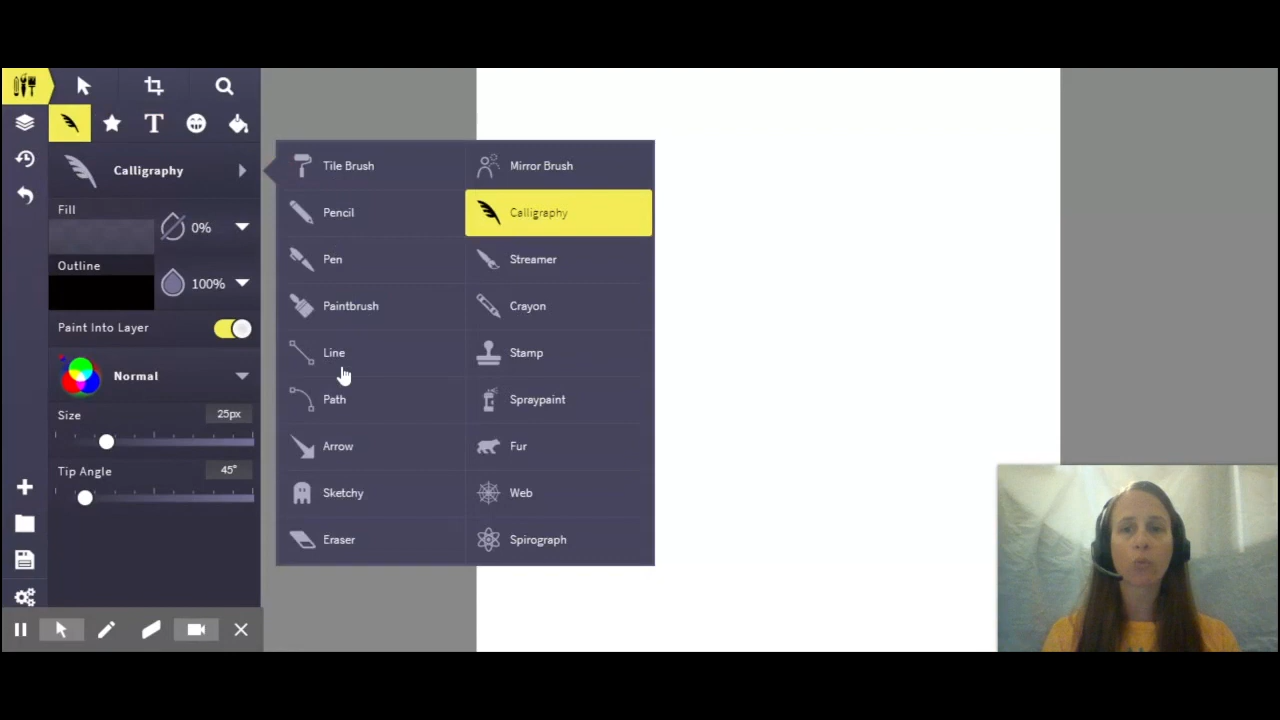 T
Calligraphy
Fill
0%
Outline
100%
Paint Into Layer
Normal
Size
25px
Tip Angle
45°
Tile Brush
Mirror Brush
Pencil
Calligraphy
Pen
Streamer
Paintbrush
Crayon
Line
Stamp
Path
Spraypaint
Arrow
Fur
Sketchy
Web
Eraser
Spirograph